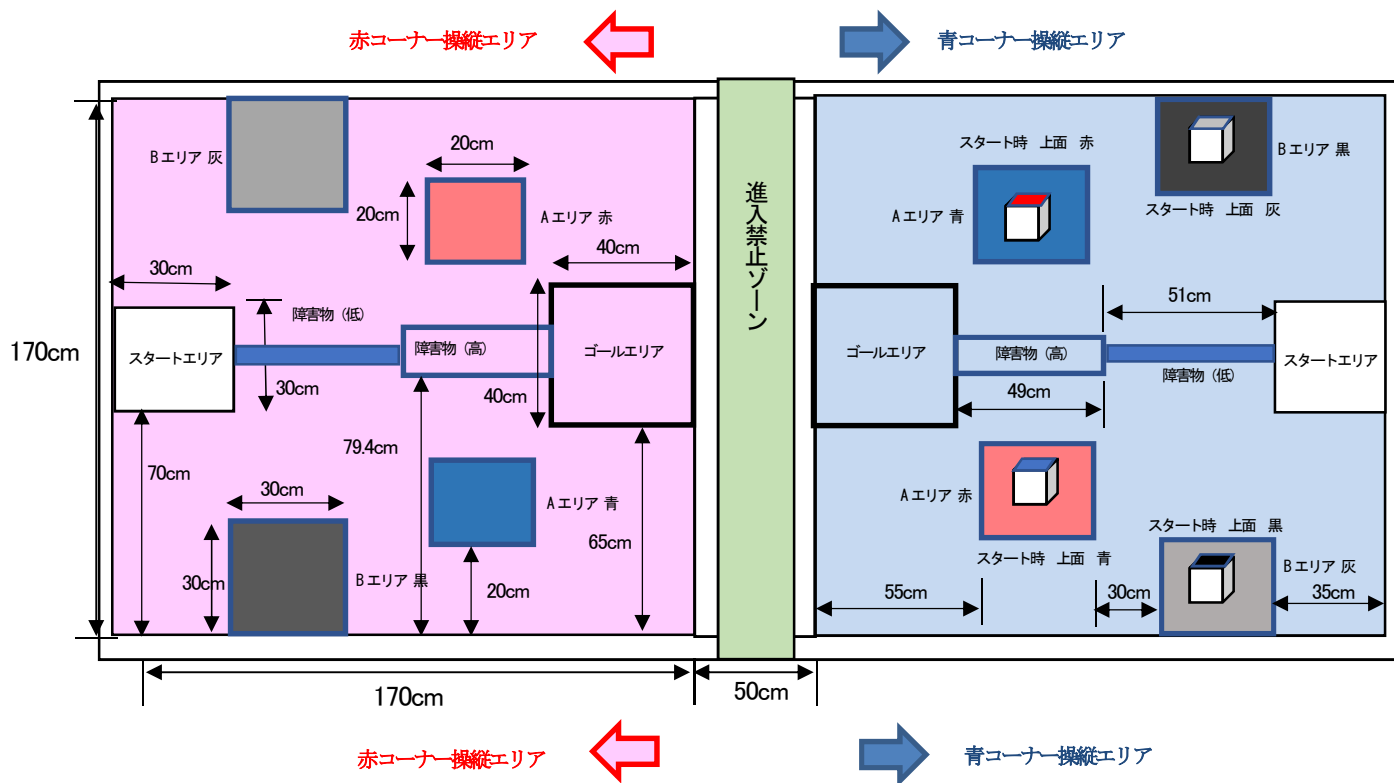 赤コーナー操縦エリア
青コーナー操縦エリア
Bエリア 灰
20cm
20cm
Aエリア 赤
40cm
30cm
障害物（低）
スタートエリア
障害物（高）
ゴールエリア
170cm
30cm
40cm
79.4cm
70cm
30cm
Aエリア 青
65cm
30cm
Bエリア 黒
20cm
170cm
50cm
進入禁止ゾーン
スタート時 上面 赤
Aエリア 青
Bエリア 黒
スタート時 上面 灰
51cm
ゴールエリア
障害物（高）
スタートエリア
障害物（低）
49cm
Aエリア 赤
スタート時 上面 青
スタート時 上面 黒
Bエリア 灰
55cm
30cm
35cm
赤コーナー操縦エリア
青コーナー操縦エリア